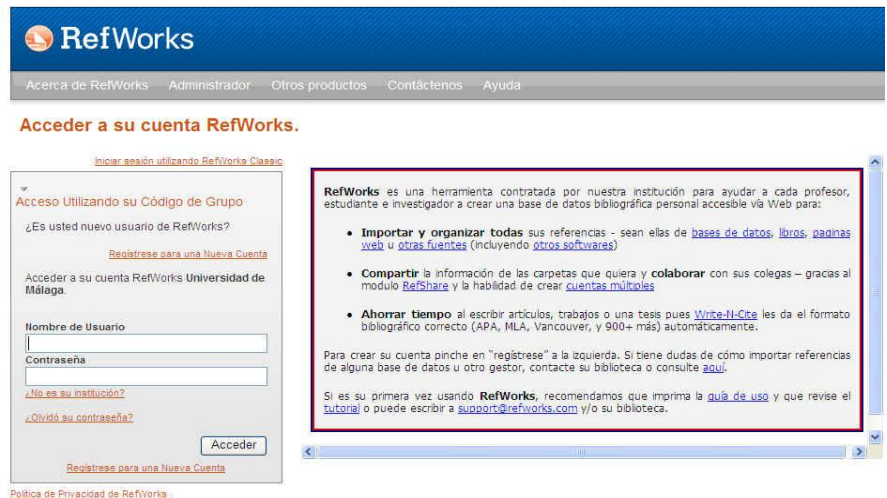 RefWorks
Acerca de RefWorks Administrador Otros productos Contáctenos Ayuda
Acceder a su cuenta RefWorks.
Iniciar sesión utilizando RefWorks Classic
Acceso Utilizando su Código de Grupo
¿Es usted nuevo usuario de RefWorks?
Regístrese para una Nueva Cuenta
Acceder a su cuenta RefWorks Universidad de
Málaga.
Nombre de Usuario
Contraseña
¿No es su institución?
¿Olvidó su contraseña?
Acceder
Regístrese para una Nueva Cuenta
Política de Privacidad de RefWorks
RefWorks es una herramienta contratada por nuestra institución para ayudar a cada profesor,
estudiante e investigador a crear una base de datos bibliográfica personal accesible vía Web para:
• Importar y organizar todas sus referencias - sean ellas de bases de datos, libros, paginas
web u otras fuentes (incluyendo otros softwares)
• Compartir la información de las carpetas que quiera y colaborar con sus colegas – gracias al
modulo RefShare y la habilidad de crear cuentas múltiples
• Ahorrar tiempo al escribir artículos, trabajos o una tesis pues Write-N-Cite les da el formato
bibliográfico correcto (APA, MLA, Vancouver, y 900+ más) automáticamente.
Para crear su cuenta pinche en "regístrese" a la izquierda. Si tiene dudas de cómo importar referencias
de alguna base de datos u otro gestor, contacte su biblioteca o consulte aquí.
Si es su primera vez usando RefWorks, recomendamos que imprima la guía de uso y que revise el
tutorial o puede escribir a support@refworks.com y/o su biblioteca.